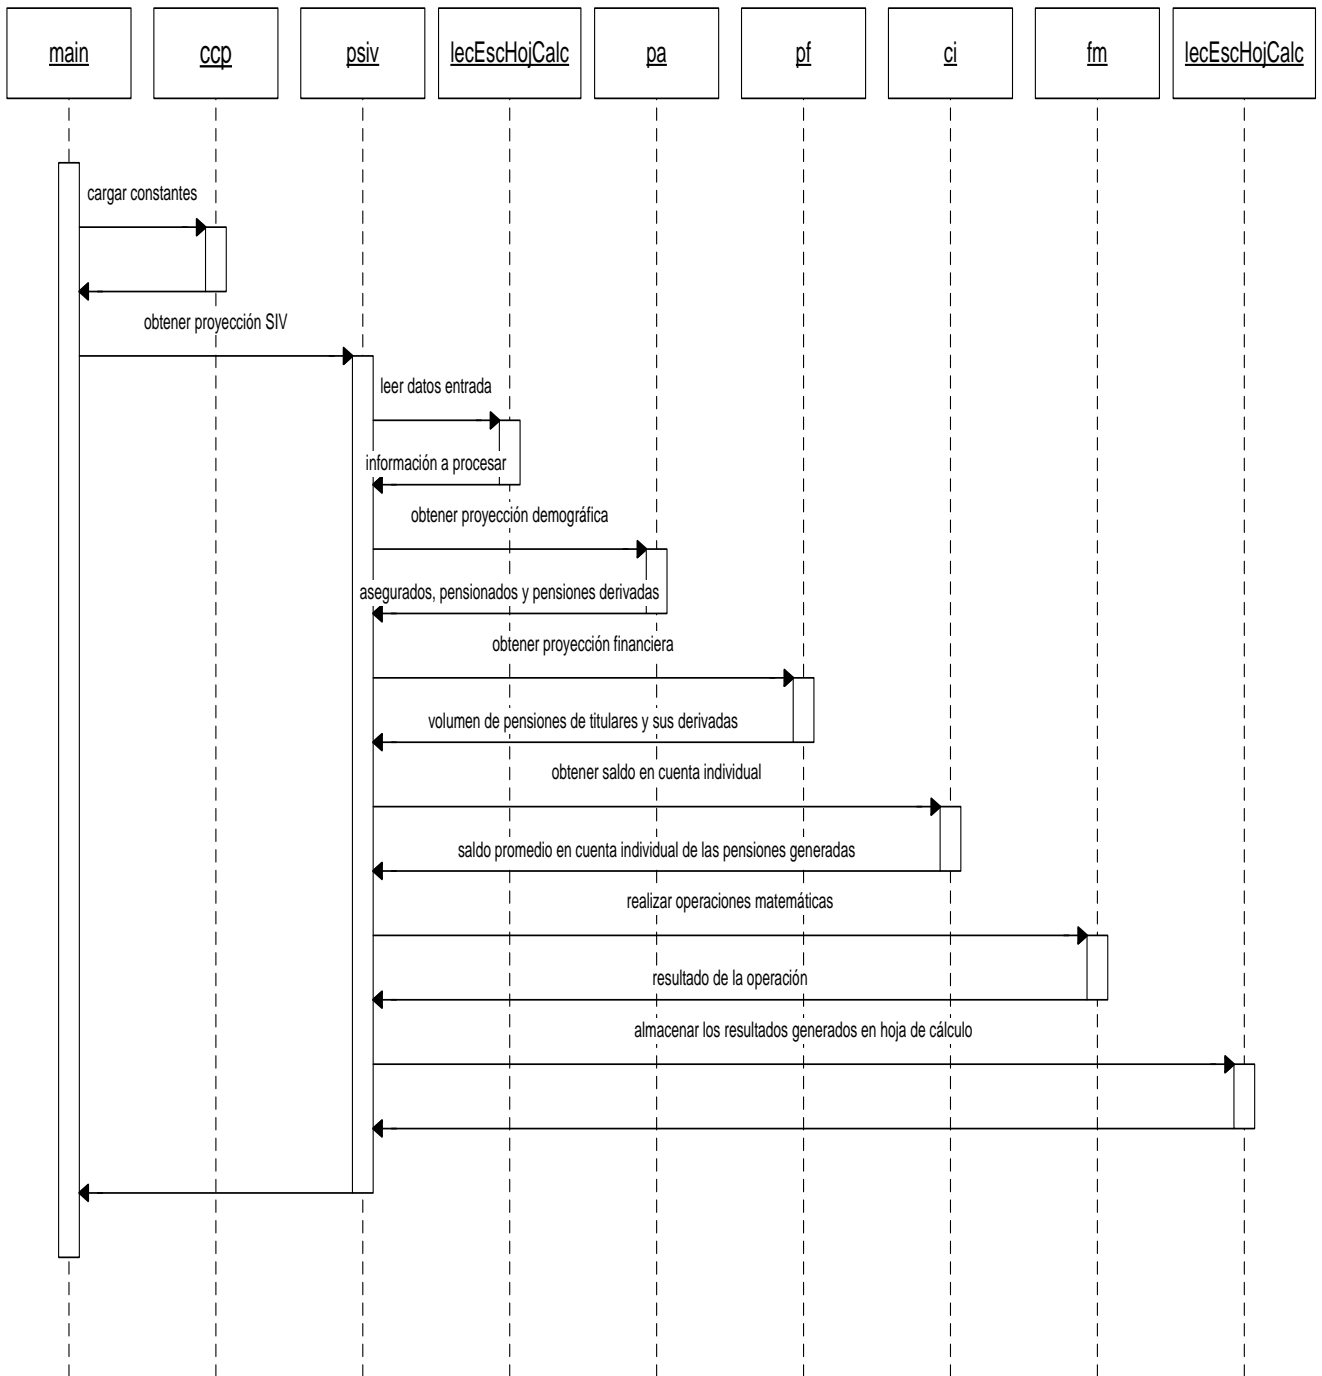 main
ccp
psiv
lecEscHojCalc
pa
pf
ci
fm
lecEscHojCalc
cargar constantes
obtener proyección SIV
leer datos entrada
información a procesar
obtener proyección demográfica
asegurados, pensionados y pensiones derivadas
obtener proyección financiera
volumen de pensiones de titulares y sus derivadas
obtener saldo en cuenta individual
saldo promedio en cuenta individual de las pensiones generadas
realizar operaciones matemáticas
resultado de la operación
almacenar los resultados generados en hoja de cálculo